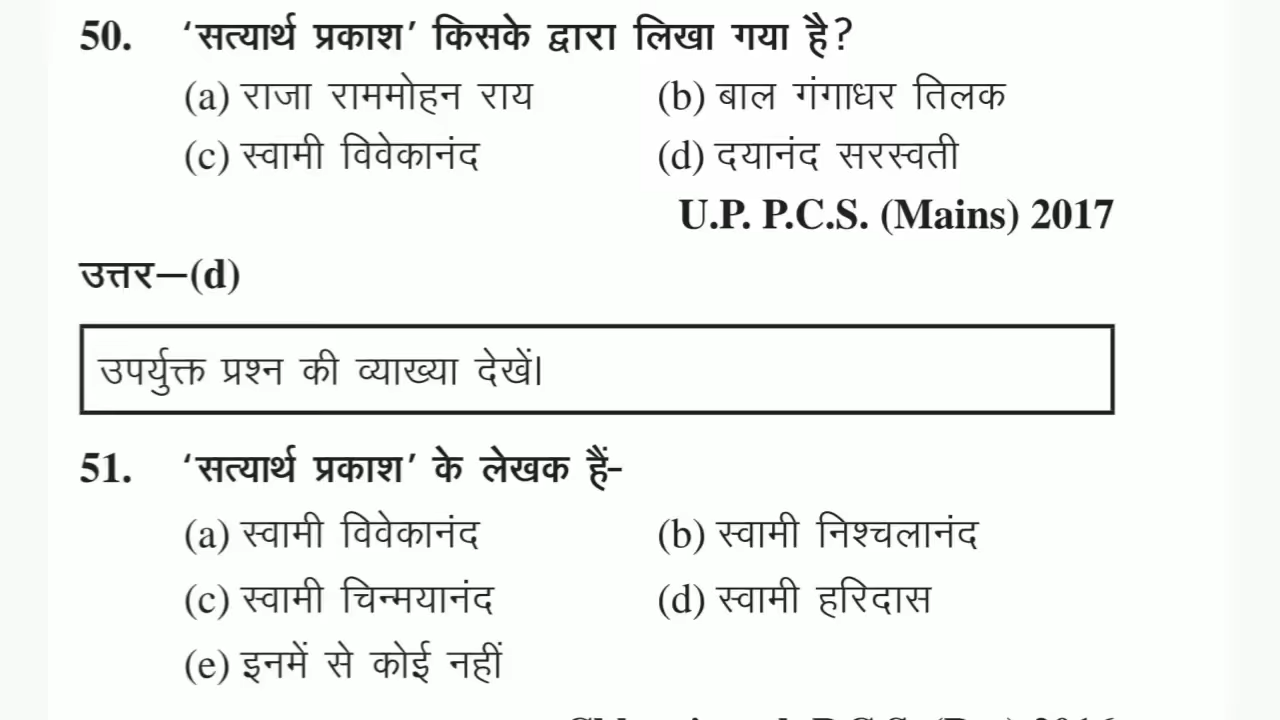 50. ‘सत्यार्थ प्रकाश’ किसके द्वारा लिखा गया है?
(a) राजा राममोहन राय (b) बाल गंगाधर तिलक
(c) स्वामी विवेकानंद (d) दयानंद सरस्वती
U.P. P.C.S. (Mains) 2017
उत्तर—(d)
उपर्युक्त प्रश्न की व्याख्या देखें।
51. ‘सत्यार्थ प्रकाश’ के लेखक हैं-
(a) स्वामी विवेकानंद (b) स्वामी निश्चलानंद
(c) स्वामी चिन्मयानंद (d) स्वामी हरिदास
(e) इनमें से कोई नहीं